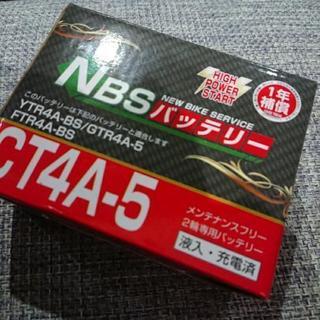 HIGH
POWER
START
1年
補償
NBS
NEW BIKE SERVICE
バッテリー
このバッテリーは下記のバッテリーと適合します
YTR4A-BS/GTR4A-5
FTR4A-BS
CT4A-5
メンテナンスフリー
2輪専用バッテリー
液入・充電済